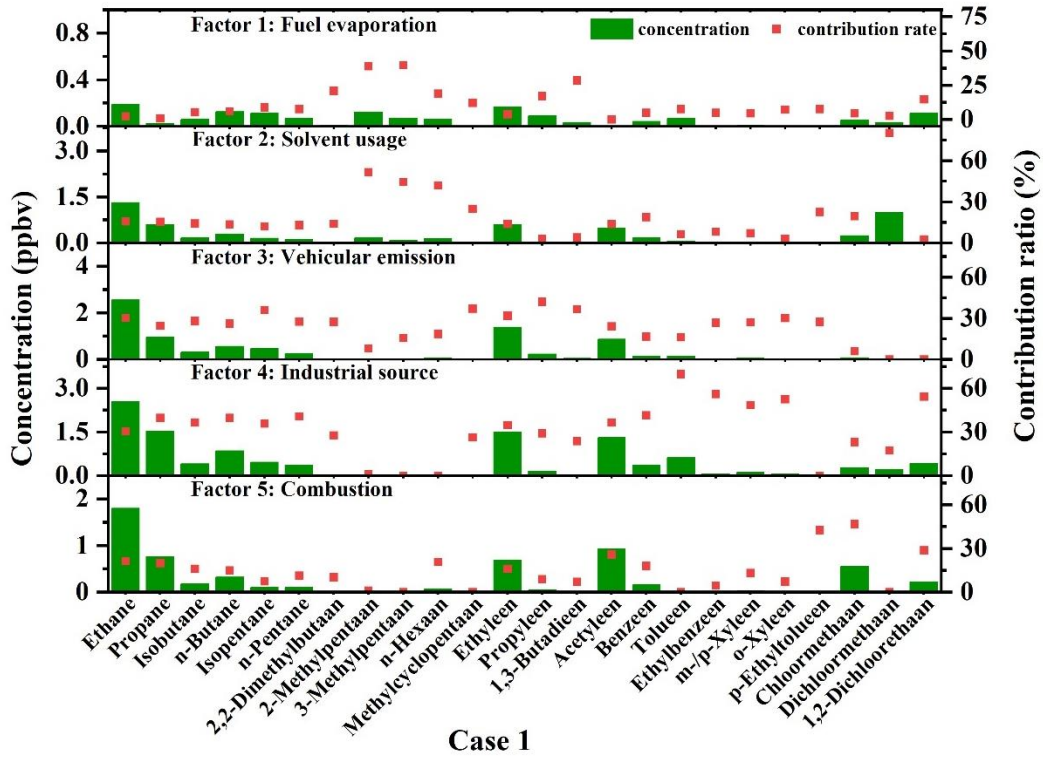 Factor 1: Fuel evaporation
concentration
contribution rate
0.8
0.4
0.0
75
50
25
0
Factor 2: Solvent usage
3.0
1.5
0.0
60
30
0
Factor 3: Vehicular emission
4
2
0
60
30
0
Factor 4: Industrial source
3.0
1.5
0.0
60
30
0
Factor 5: Combustion
2
1
0
60
30
0
Concentration (ppbv)
Contribution ratio (%)
Ethane
Propane
Isobutane
n-Butane
Isopentane
n-Pentane
2,2-Dimethylbutaan
2-Methylpentaan
3-Methylpentaan
n-Hexaan
Methylcyclopentaan
Ethyleen
Propyleen
1,3-Butadieen
Acetyleen
Benzeen
Tolueen
Ethylbenzeen
m-/p-Xyleen
o-Xyleen
p-Ethyltolueen
Chloormethaan
Dichloormethaan
1,2-Dichloorethaan
Case 1